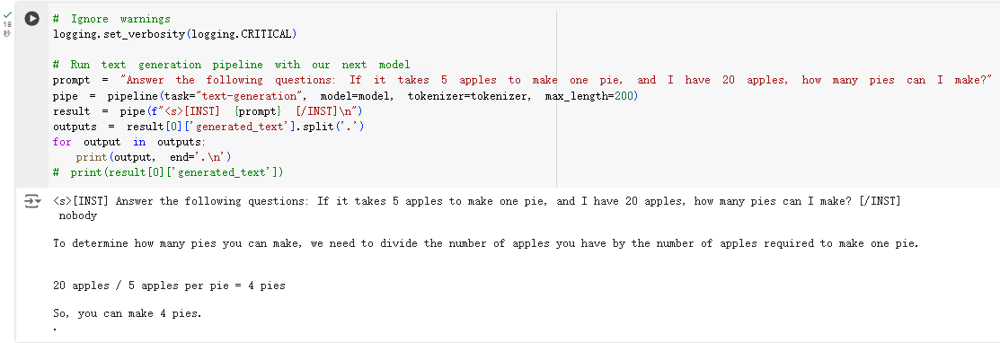 18
秒
# Ignore warnings
logging.set_verbosity(logging.CRITICAL)
# Run text generation pipeline with our next model
prompt = "Answer the following questions: If it takes 5 apples to make one pie, and I have 20 apples, how many pies can I make?"
pipe = pipeline(task="text-generation", model=model, tokenizer=tokenizer, max_length=200)
result = pipe(f"<s>[INST] {prompt} [/INST]\n")
outputs = result[0]['generated_text'].split('.')
for output in outputs:
    print(output, end='.\n')
# print(result[0]['generated_text'])
<s>[INST] Answer the following questions: If it takes 5 apples to make one pie, and I have 20 apples, how many pies can I make? [/INST]
 nobody
To determine how many pies you can make, we need to divide the number of apples you have by the number of apples required to make one pie.
20 apples / 5 apples per pie = 4 pies
So, you can make 4 pies.
.